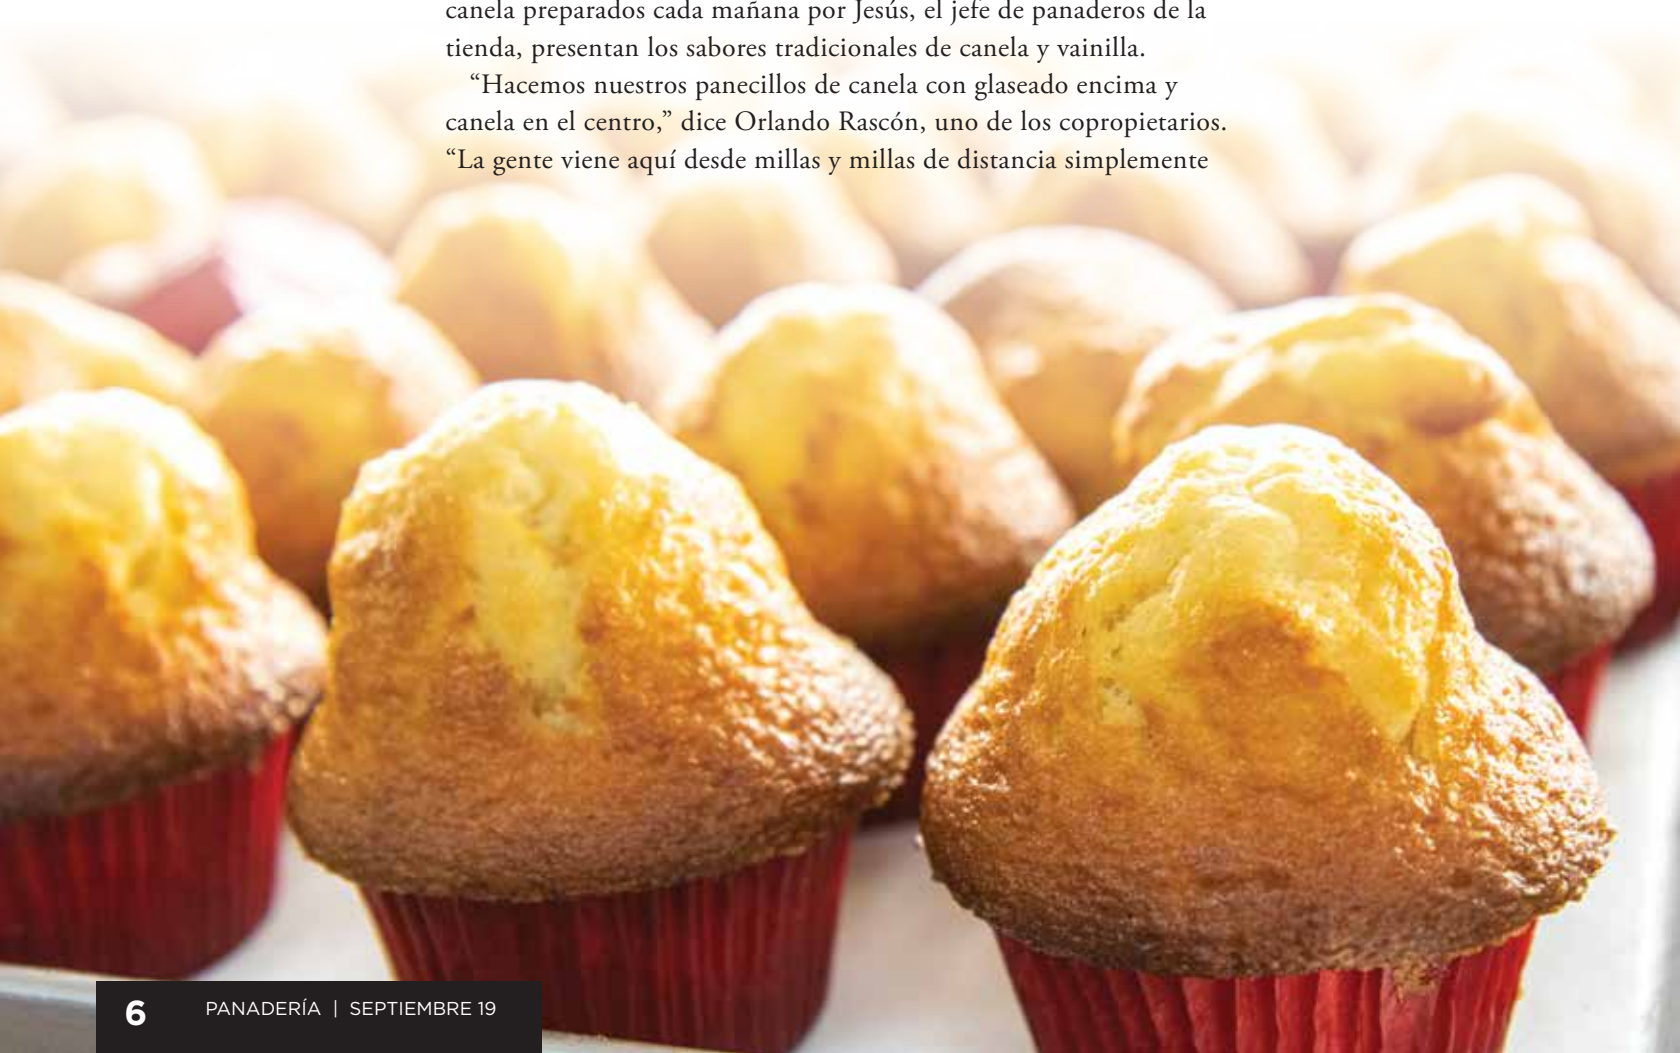 canela preparados cada mañana por Jesús, el jefe de panaderos de la
tienda, presentan los sabores tradicionales de canela y vainilla.
“Hacemos nuestros panecillos de canela con glaseado encima y
canela en el centro,” dice Orlando Rascón, uno de los copropietarios.
“La gente viene aquí desde millas y millas de distancia simplemente
6 PANADERÍA | SEPTIEMBRE 19